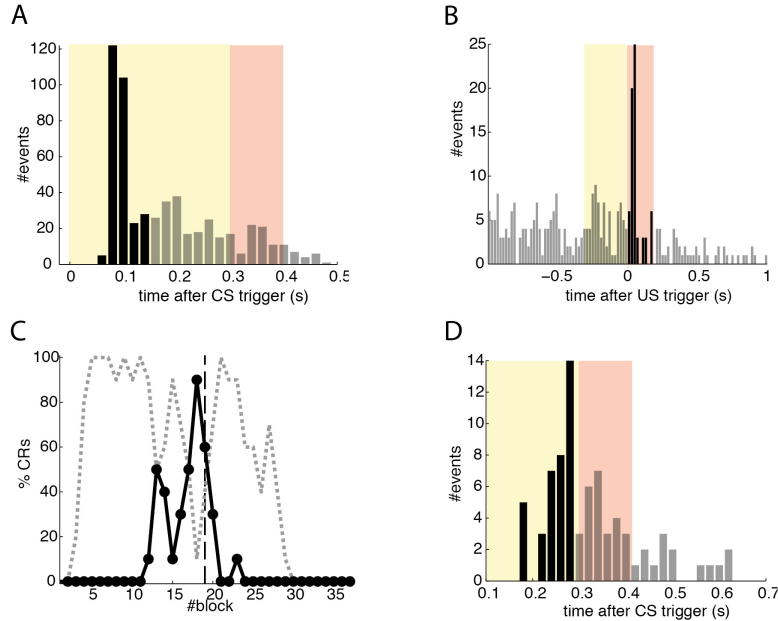 A
120
100
80
60
40
20
0
#events
0 0.1 0.2 0.3 0.4 0.5
time after CS trigger (s)
B
25
20
15
10
5
0
#events
−0.5 0 0.5 1
time after US trigger (s)
C
100
80
60
40
20
0
% CRs
5 10 15 20 25 30 35
#block
D
14
12
10
8
6
4
2
0
#events
0.1 0.2 0.3 0.4 0.5 0.6 0.7
time after CS trigger (s)